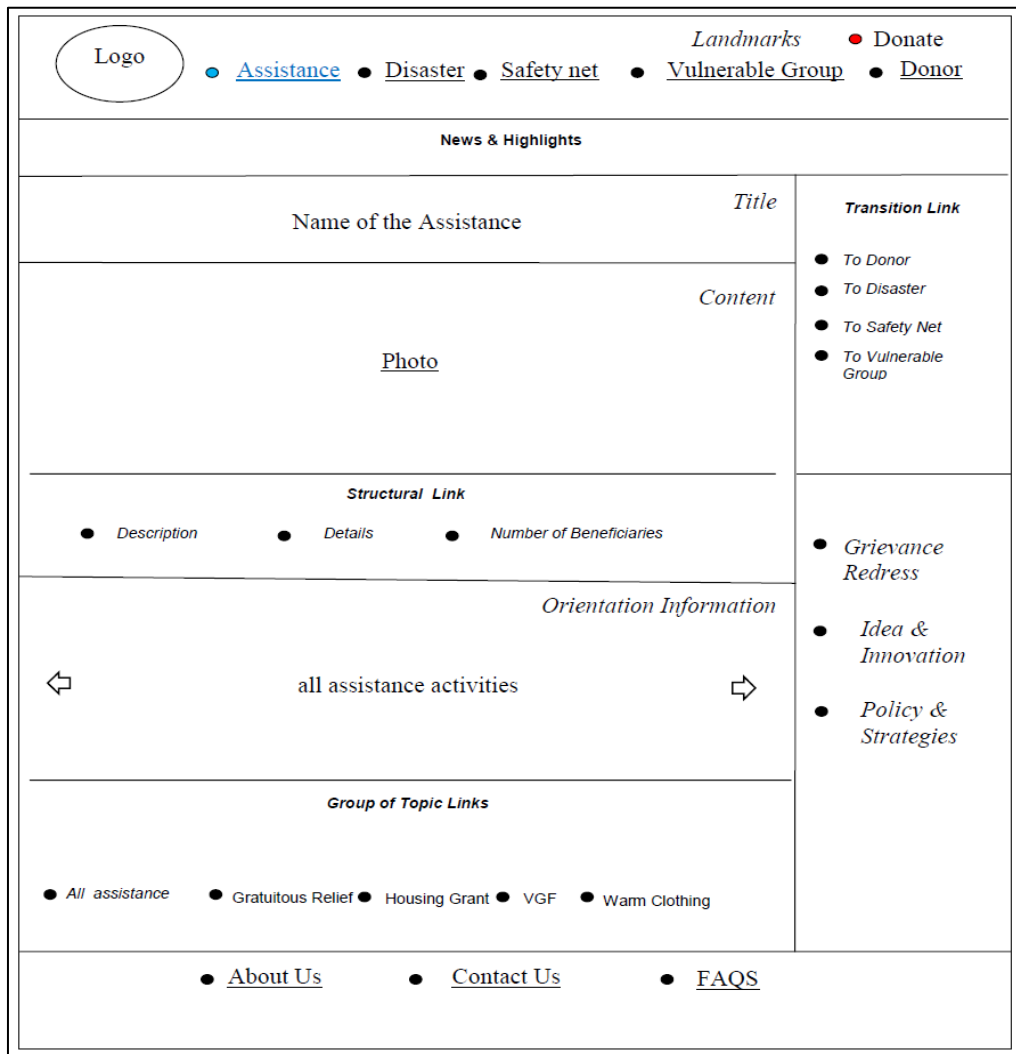 Logo
Landmarks
Donate
Assistance Disaster Safety net Vulnerable Group Donor
News & Highlights
Title
Name of the Assistance
Content
Photo
Structural Link
Description Details Number of Beneficiaries
Orientation Information
all assistance activities
Group of Topic Links
All assistance Gratuitous Relief Housing Grant VGF Warm Clothing
Transition Link
To Donor
To Disaster
To Safety Net
To Vulnerable
Group
Grievance
Redress
Idea &
Innovation
Policy &
Strategies
About Us Contact Us FAQS